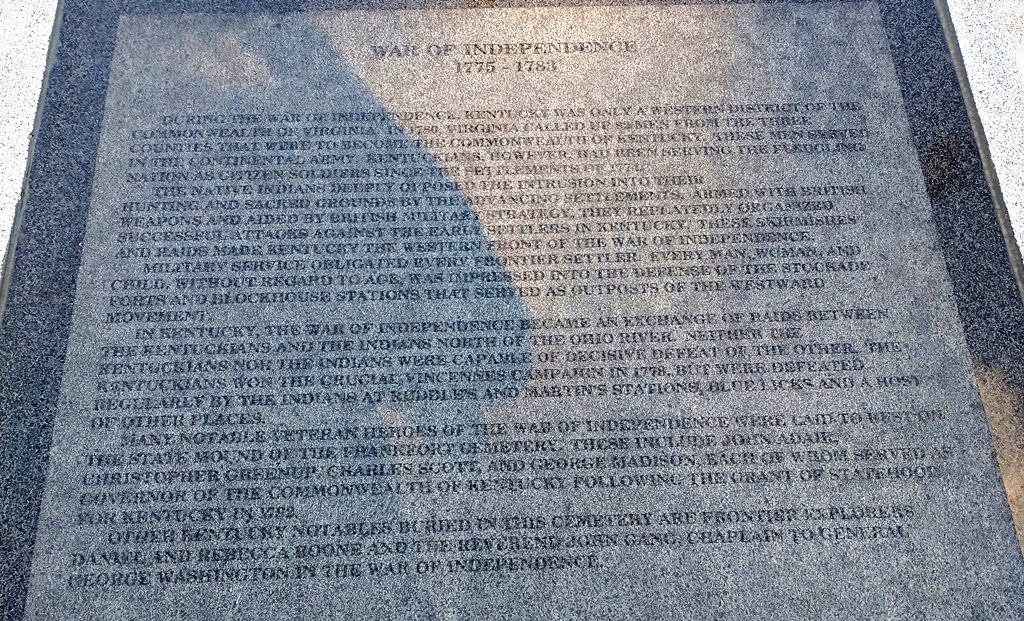 WAR OF INDEPENDENCE
1775 - 1783
DURING THE WAR OF INDEPENDENCE, KENTUCKY WAS ONLY A WESTERN DISTRICT OF THE
COMMONWEALTH OF VIRGINIA. IN 1780, VIRGINIA CALLED UP MEN FROM THE THREE
COUNTIES THAT WERE TO BECOME THE COMMONWEALTH OF KENTUCKY. THESE MEN SERVED
IN THE CONTINENTAL ARMY. KENTUCKIANS, HOWEVER, HAD BEEN SERVING THE FLEDGLING
NATION AS CITIZEN SOLDIERS SINCE SETTLEMENTS
THE NATIVE INDIANS DEEPLY OPPOSED THE INTRUSION INTO THEIR
HUNTING AND SACRED GROUNDS BY THE ADVANCING SETTLEMENTS. ARMED WITH BRITISH
WEAPONS AND AIDED BY BRITISH MILITARY STRATEGY, THEY REPEATEDLY ORGANIZED
SUCCESSFUL ATTACKS AGAINST THE EARLY SETTLERS IN KENTUCKY. THESE SKIRMISHES
AND RAIDS MADE KENTUCKY THE WESTERN FRONT OF THE WAR OF INDEPENDENCE.
MILITARY SERVICE OBLIGATED EVERY FRONTIER SETTLER. EVERY MAN, WOMAN, AND
CHILD, WITHOUT REGARD TO AGE, WAS IMPRESSED INTO THE DEFENSE OF THE STOCKADE
FORTS AND BLOCKHOUSE STATIONS THAT SERVED AS OUTPOSTS OF THE WESTWARD
MOVEMENT.
IN KENTUCKY, THE WAR OF INDEPENDENCE BECAME AN EXCHANGE OF RAIDS BETWEEN
THE KENTUCKIANS AND THE INDIANS NORTH OF THE OHIO RIVER. NEITHER THE
KENTUCKIANS NOR THE INDIANS WERE CAPABLE OF DECISIVE DEFEAT OF THE OTHER. THE
KENTUCKIANS WON THE CRUCIAL VINCENNES CAMPAIGN IN 1778, BUT WERE DEFEATED
REGULARLY BY THE INDIANS AT RUDDLE'S AND MARTIN'S STATIONS, BLUE LICKS AND A HOST
OF OTHER PLACES.
MANY NOTABLE VETERAN HEROES OF THE WAR OF INDEPENDENCE WERE LAID TO REST ON
THE STATE MOUND OF THE FRANKFORT CEMETERY. THESE INCLUDE JOHN ADAIR,
CHRISTOPHER GREENUP, CHARLES SCOTT, AND GEORGE MADISON, EACH OF WHOM SERVED AS
GOVERNOR OF THE COMMONWEALTH OF KENTUCKY FOLLOWING THE GRANT OF STATEHOOD
FOR KENTUCKY IN 1792.
OTHER KENTUCKY NOTABLES BURIED IN THIS CEMETERY ARE FRONTIER EXPLORERS
DANIEL AND REBECCA BOONE AND THE REVEREND JOHN GANO, CHAPLAIN TO GENERAL
GEORGE WASHINGTON IN THE WAR OF INDEPENDENCE.